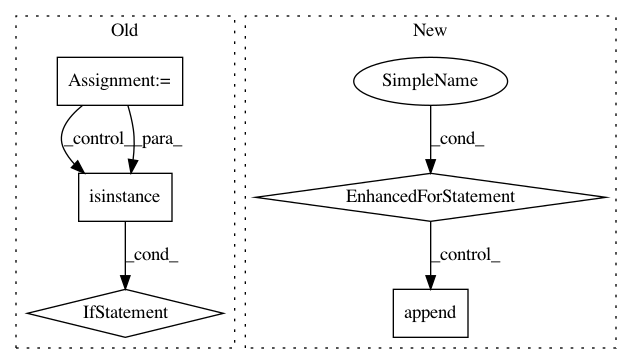 Old
New
Assignment:=
SimpleName
_control_
_para_
_cond_
isinstance
EnhancedForStatement
_cond_
_control_
IfStatement
append